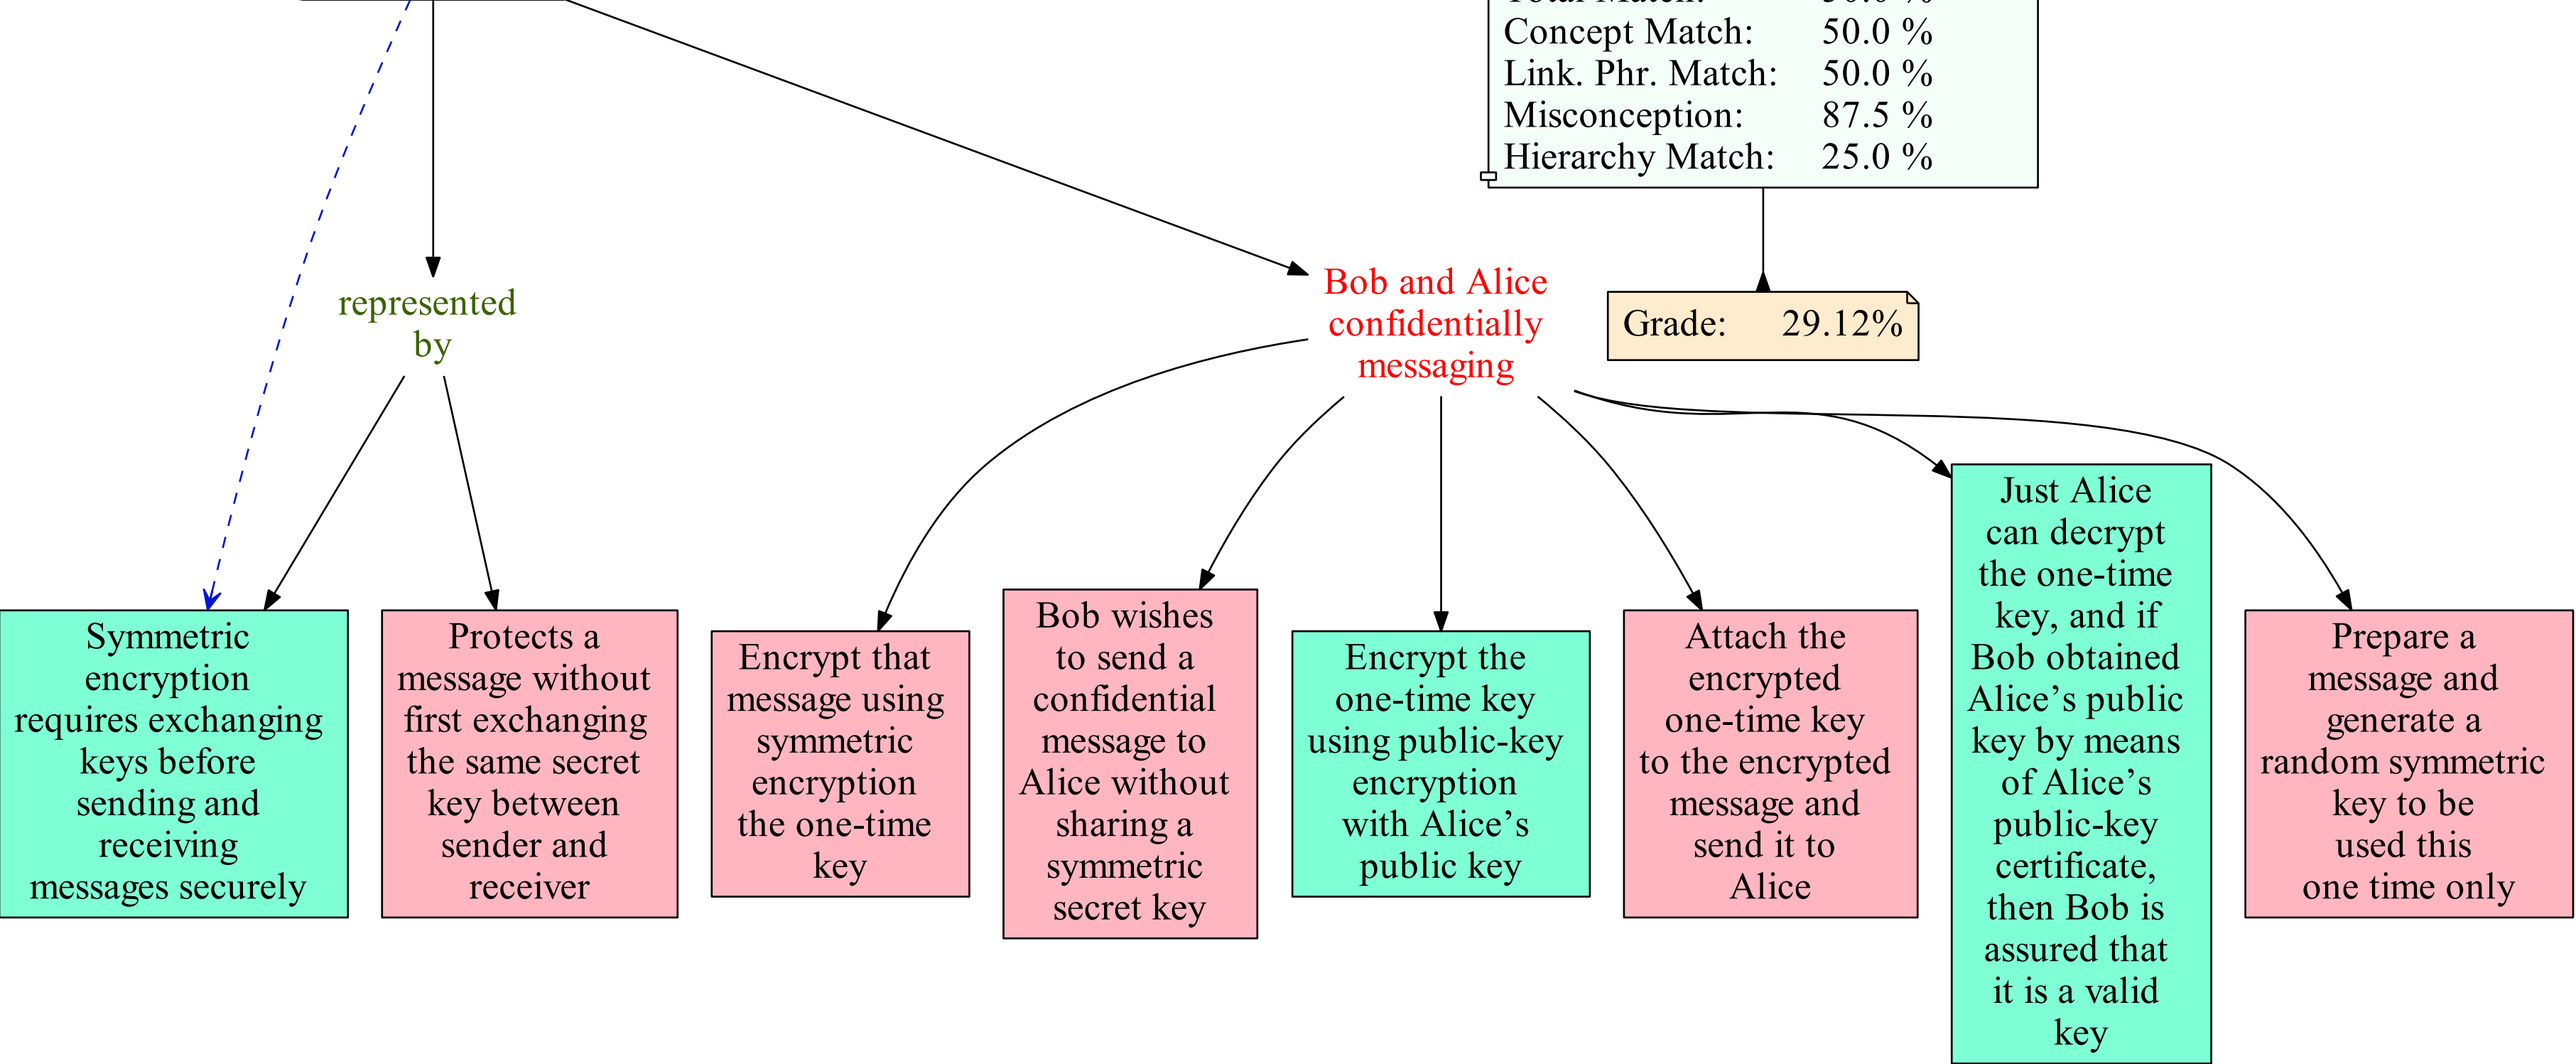 Concept Match: 50.0 %
Link. Phr. Match: 50.0 %
Misconception: 87.5 %
Hierarchy Match: 25.0 %
represented
by
Bob and Alice
confidentially
messaging
Grade: 29.12%
Symmetric
encryption
requires exchanging
keys before
sending and
receiving
messages securely
Protects a
message without
first exchanging
the same secret
key between
sender and
receiver
Encrypt that
message using
symmetric
encryption
the one-time
key
Bob wishes
to send a
confidential
message to
Alice without
sharing a
symmetric
secret key
Encrypt the
one-time key
using public-key
encryption
with Alice’s
public key
Attach the
encrypted
one-time key
to the encrypted
message and
send it to
Alice
Just Alice
can decrypt
the one-time
key, and if
Bob obtained
Alice’s public
key by means
of Alice’s
public-key
certificate,
then Bob is
assured that
it is a valid
key
Prepare a
message and
generate a
random symmetric
key to be
used this
one time only